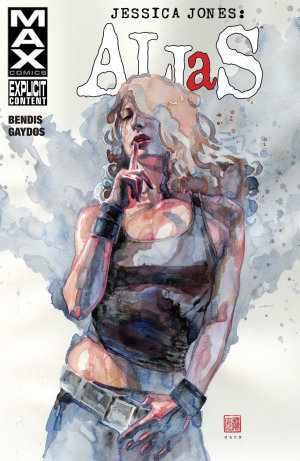 JESSICA JONES:
ALIaS
MAX
COMICS
EXPLICIT
CONTENT
BENDIS
GAYDOS
MACK